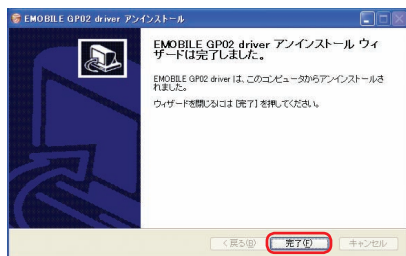 EMOBILE GP02 driver アンインストール
EMOBILE GP02 driver アンインストール ウィ
ザードは完了しました。
EMOBILE GP02 driver は、このコンピュータからアンインストールさ
れました。
ウィザードを閉じるには [完了] を押してください。
< 戻る(B)
完了(F)
キャンセル